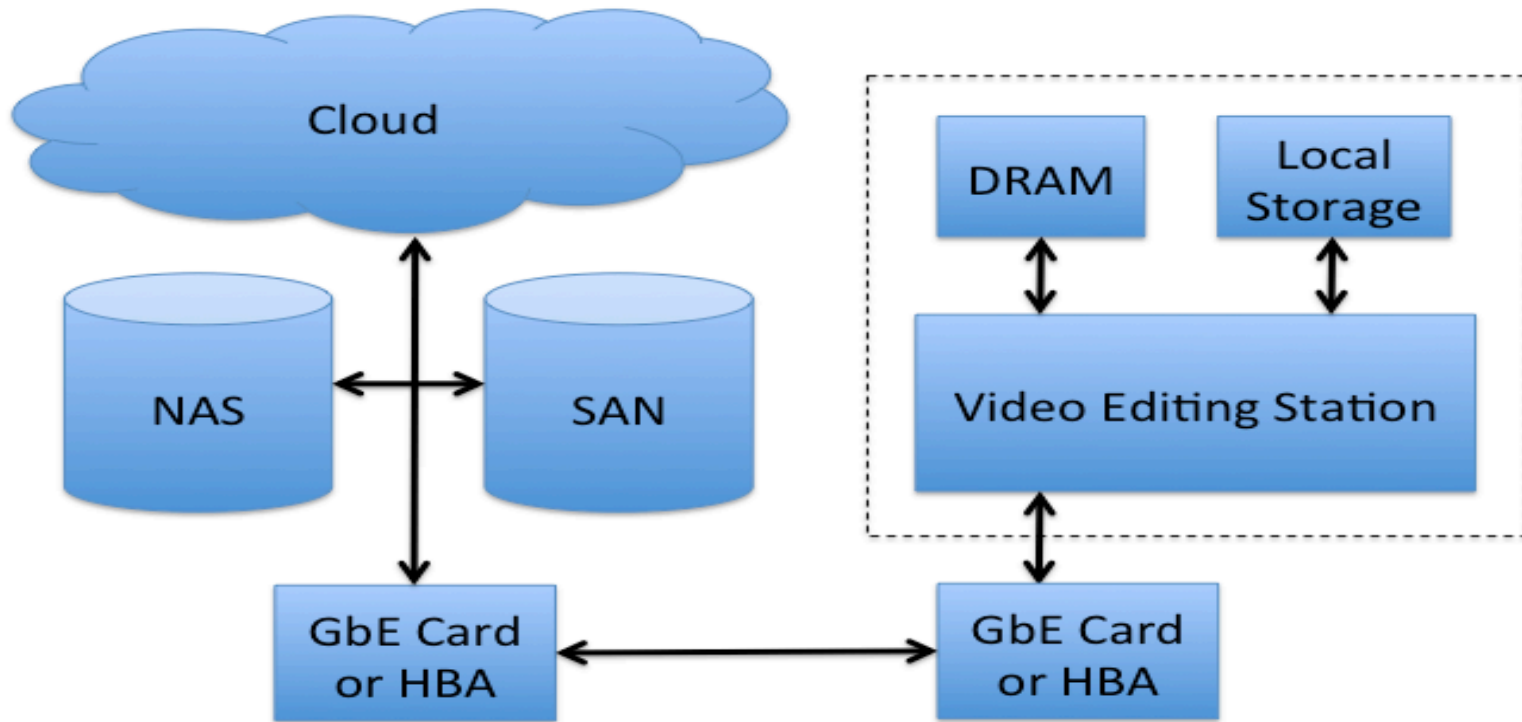 Cloud
DRAM
Local
Storage
NAS
SAN
Video Editing Station
GbE Card
or HBA
GbE Card
or HBA